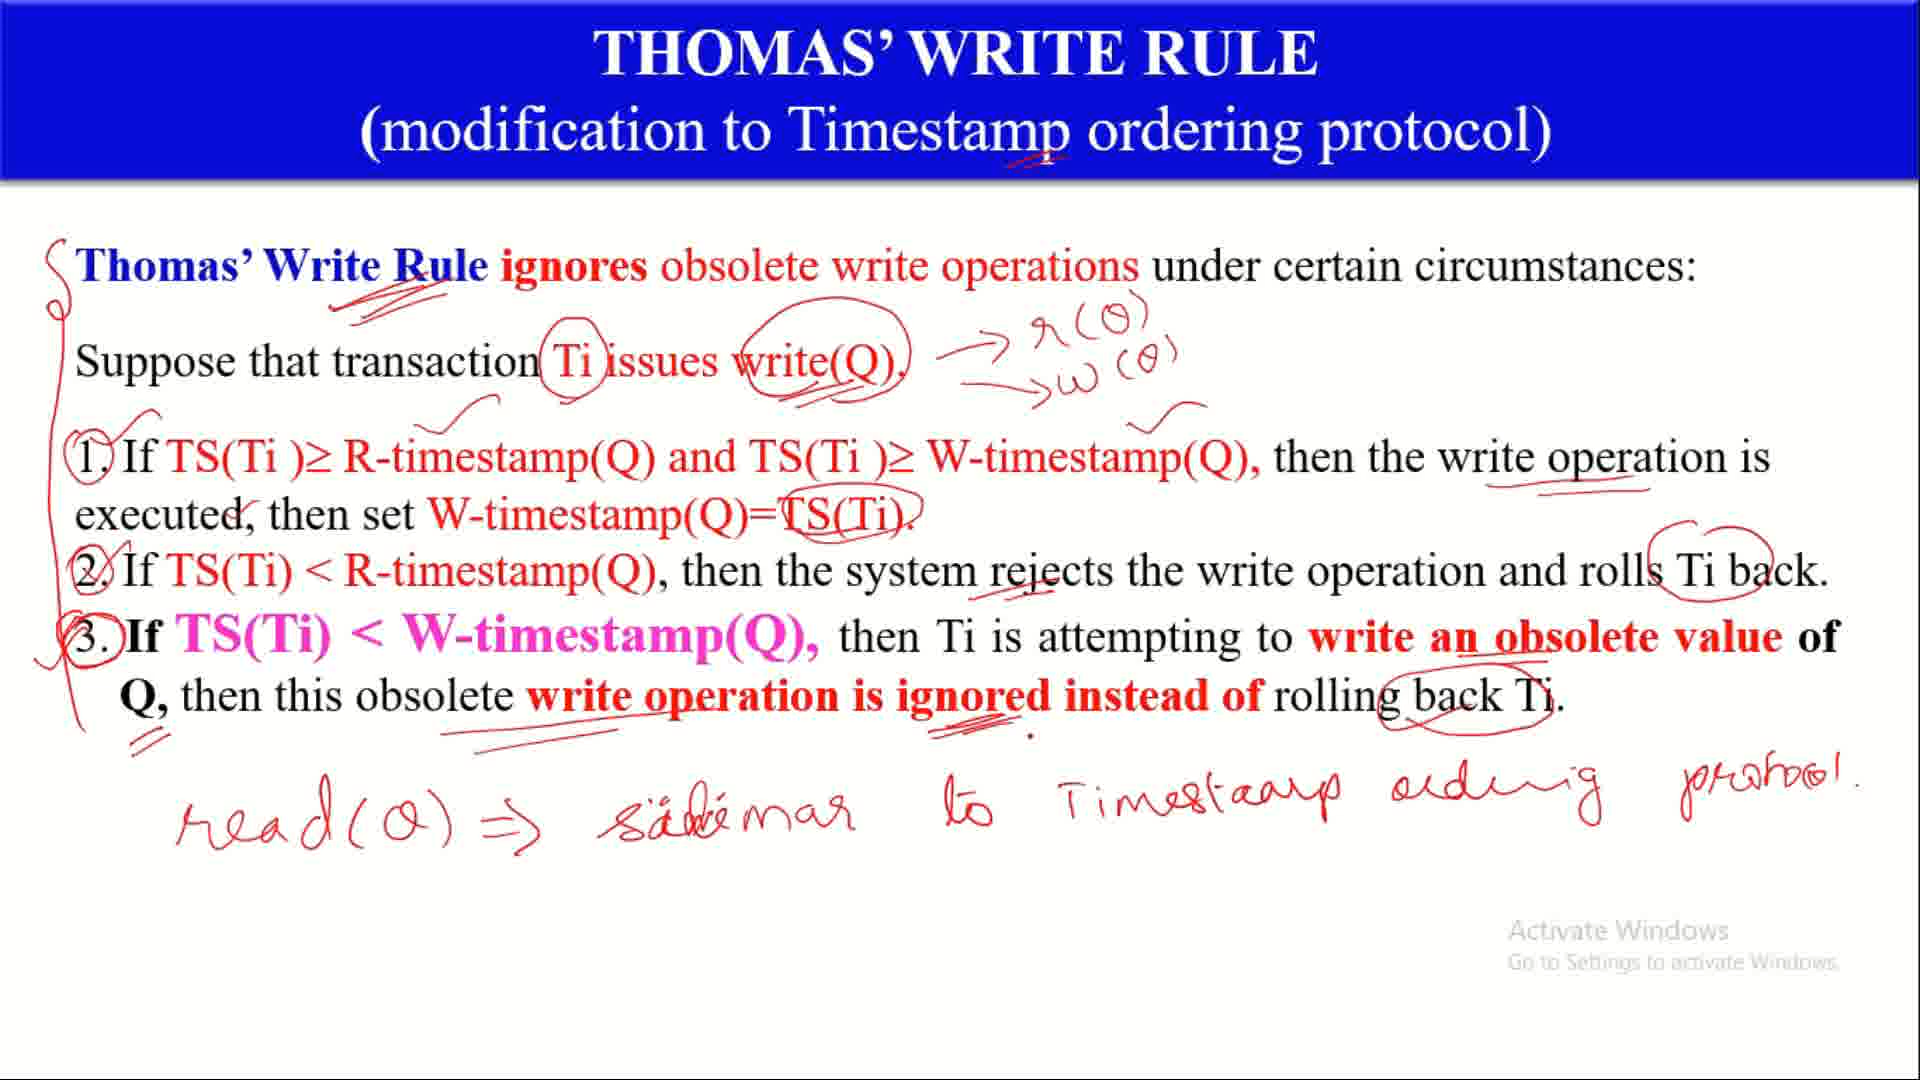 THOMAS’ WRITE RULE
(modification to Timestamp ordering protocol)
Thomas’ Write Rule ignores obsolete write operations under certain circumstances:
Suppose that transaction Ti issues write(Q),
r(Q)
w(Q)
1. If TS(Ti )≥ R-timestamp(Q) and TS(Ti )≥ W-timestamp(Q), then the write operation is
executed, then set W-timestamp(Q)=TS(Ti).
2. If TS(Ti) < R-timestamp(Q), then the system rejects the write operation and rolls Ti back.
3. If TS(Ti) < W-timestamp(Q), then Ti is attempting to write an obsolete value of
Q, then this obsolete write operation is ignored instead of rolling back Ti.
read(Q) ⇒ to Timestamp ordering protocol.
Activate Windows
Go to Settings to activate Windows.